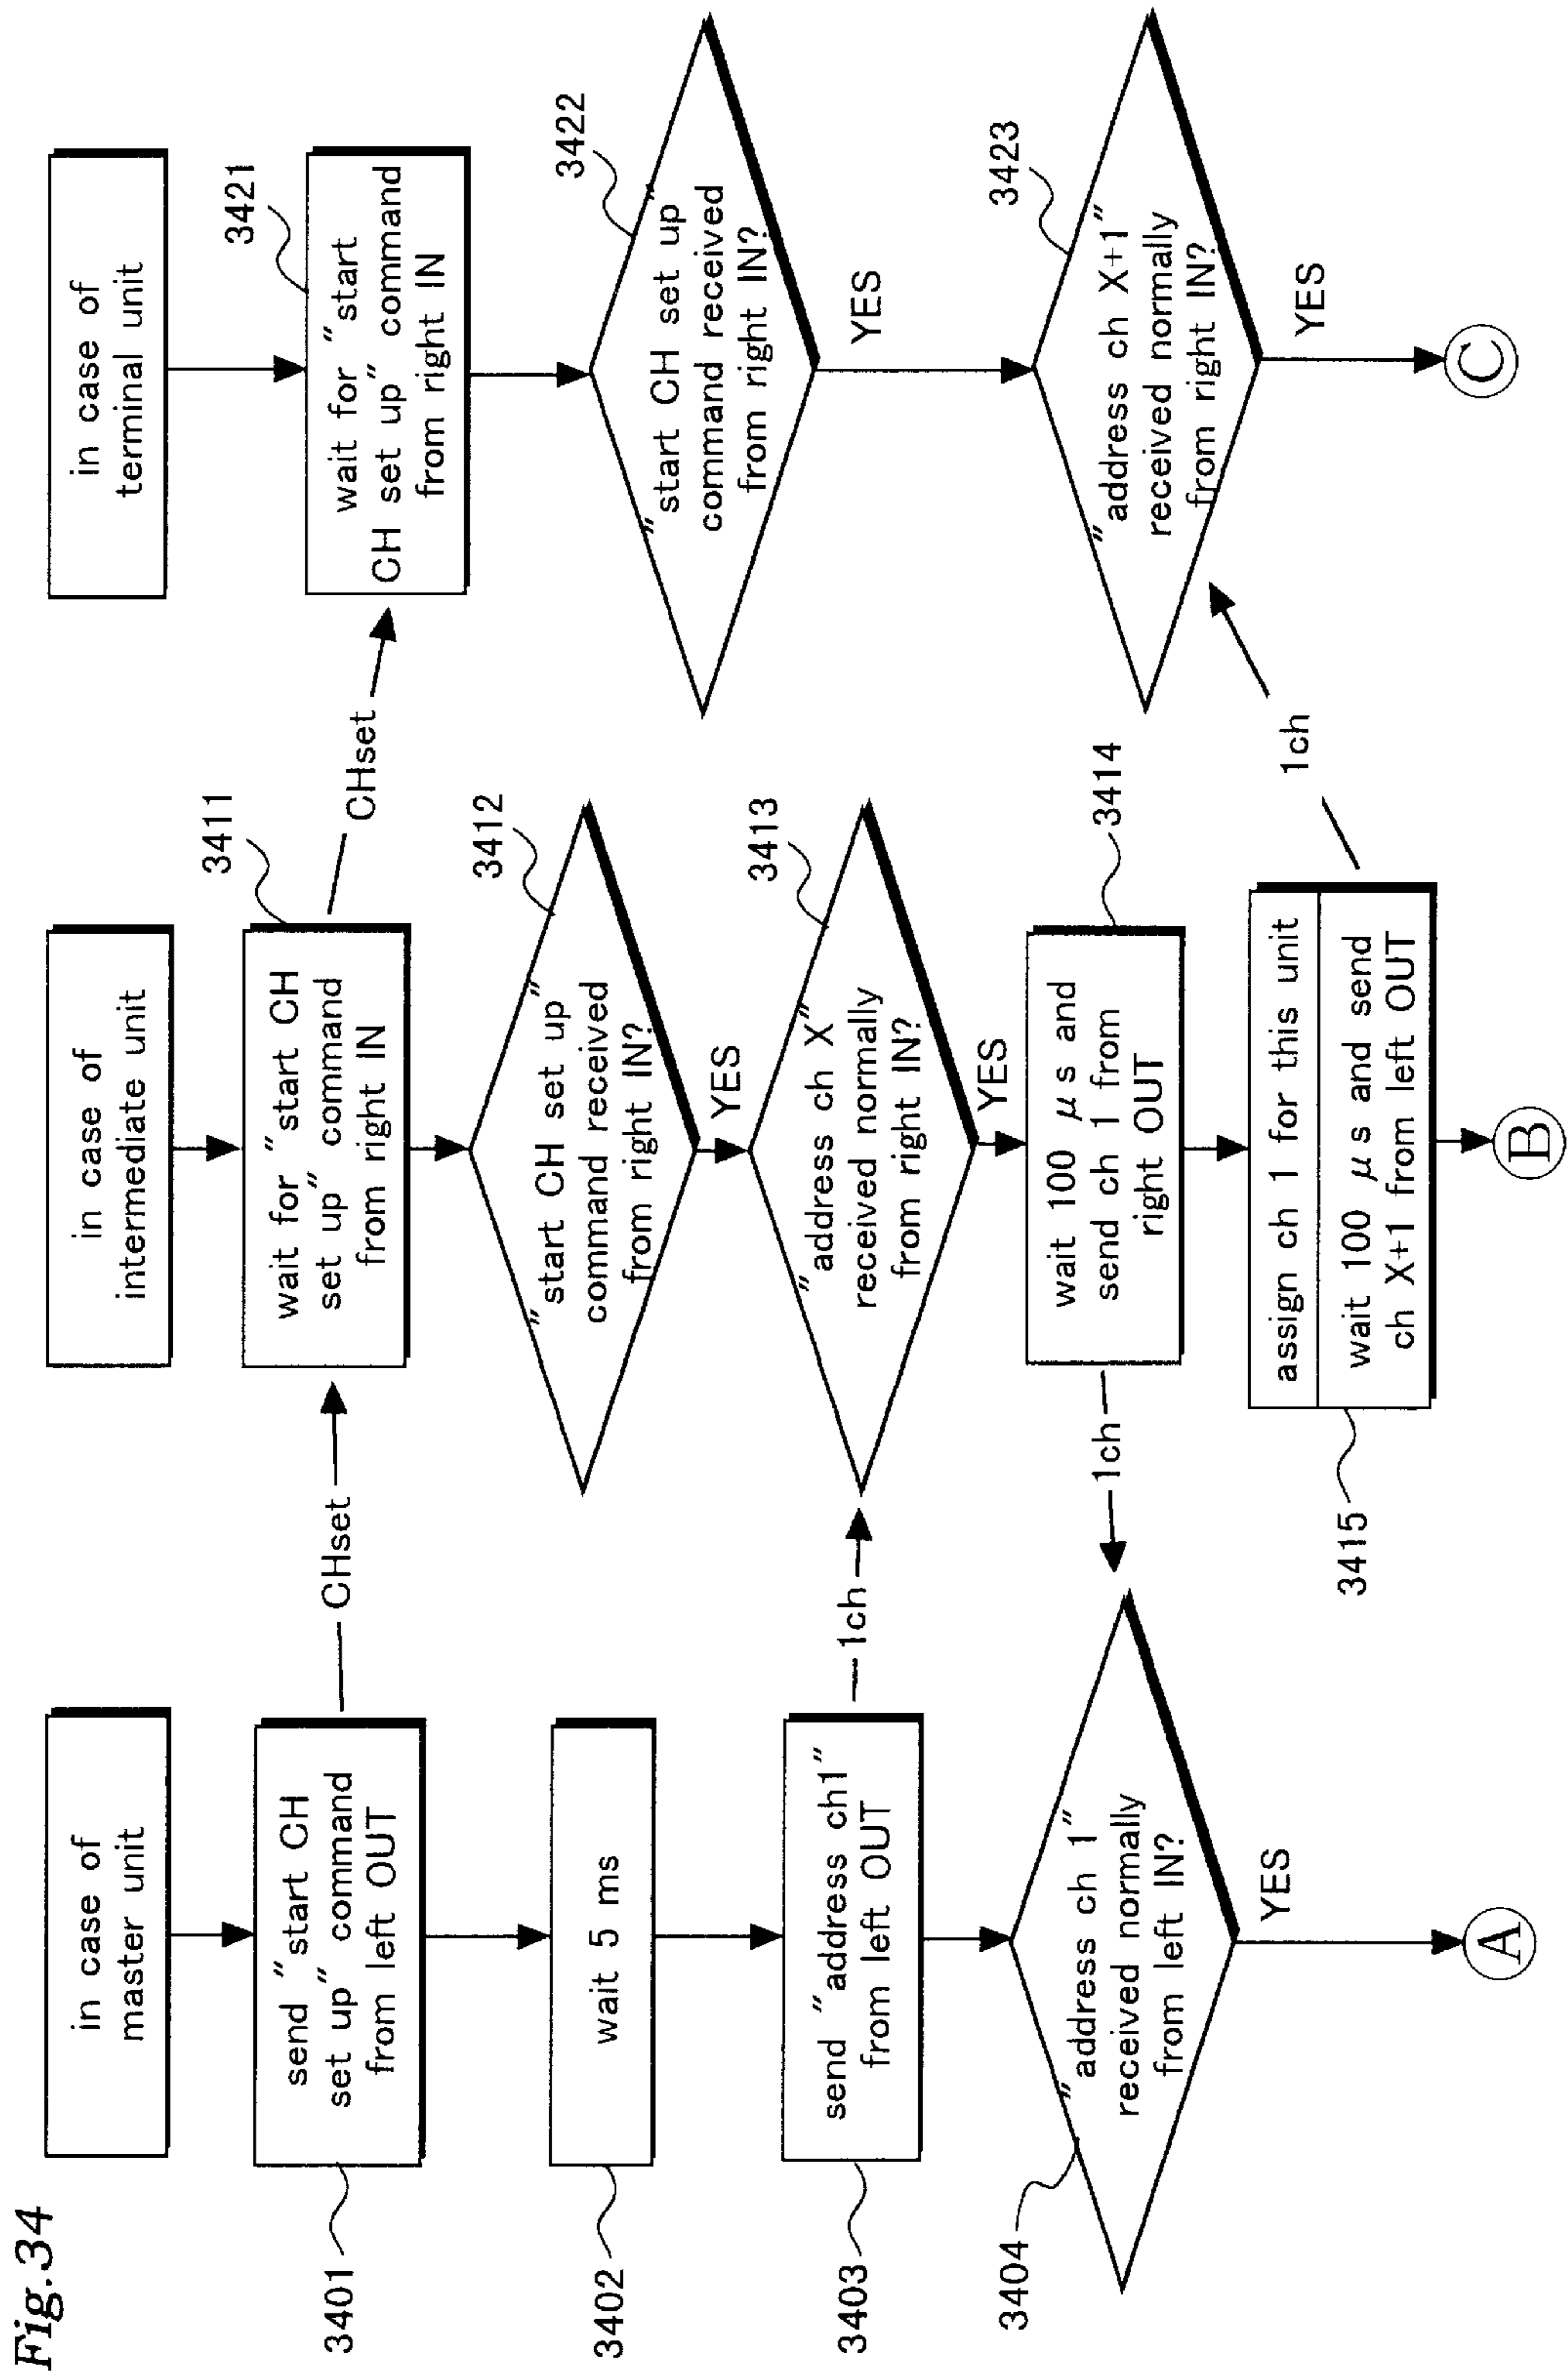 Fig.34
in case of
master unit
3401
send "start CH
set up" command
from left OUT
CHset
3402
wait 5 ms
3403
send "address ch1"
from left OUT
1ch
3404
"address ch 1"
received normally
from left IN?
YES
A
in case of
intermediate unit
3411
wait for "start CH
set up" command
from right IN
CHset
3412
"start CH set up"
command received
from right IN?
YES
3413
"address ch X"
received normally
from right IN?
YES
3414
wait 100 μs and
send ch 1 from
right OUT
1ch
3415
assign ch 1 for this unit
wait 100 μs and send
ch X+1 from left OUT
1ch
B
in case of
terminal unit
3421
wait for "start
CH set up" command
from right IN
3422
"start CH set up"
command received
from right IN?
YES
3423
"address ch X+1"
received normally
from right IN?
YES
C